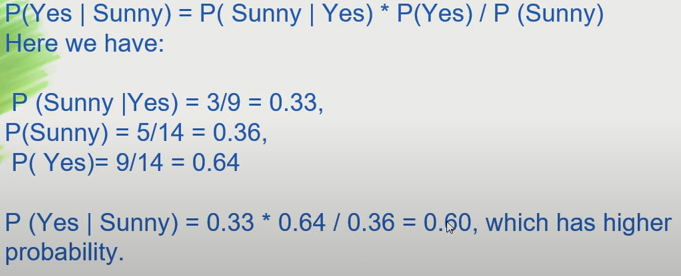 P(Yes | Sunny) = P( Sunny | Yes) * P(Yes) / P (Sunny)
Here we have:
P (Sunny |Yes) = 3/9 = 0.33,
P(Sunny) = 5/14 = 0.36,
P( Yes)= 9/14 = 0.64
P (Yes | Sunny) = 0.33 * 0.64 / 0.36 = 0.60, which has higher
probability.